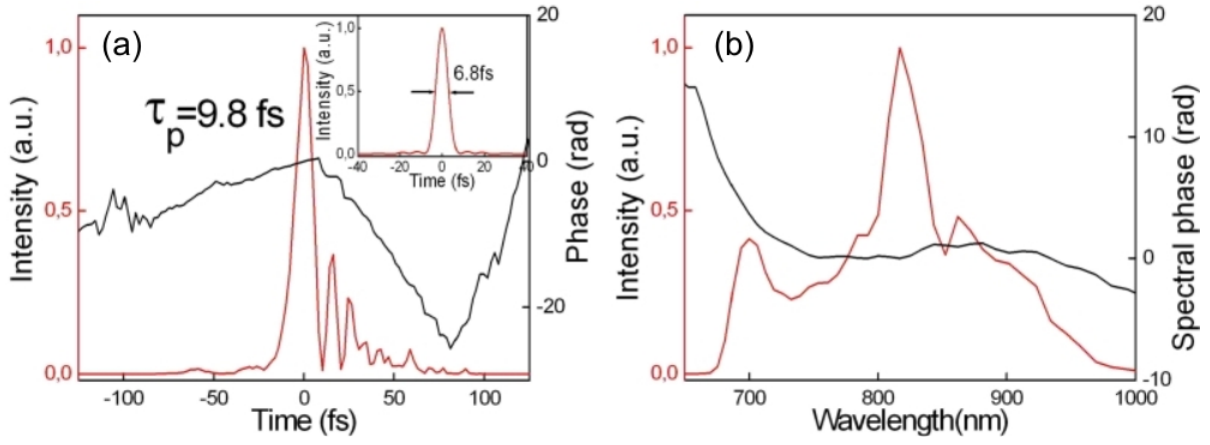 (a)
τp=9.8 fs
Intensity (a.u.)
1,0
0,5
0,0
-100 -50 0 50 100
Time (fs)
20
0
-20
Phase (rad)
Intensity (a.u.)
1,0
0,5
0,0
6.8fs
-40 -20 0 20 40
Time (fs)
(b)
Intensity (a.u.)
1,0
0,5
0,0
700 800 900 1000
Wavelength(nm)
20
10
0
-10
Spectral phase (rad)